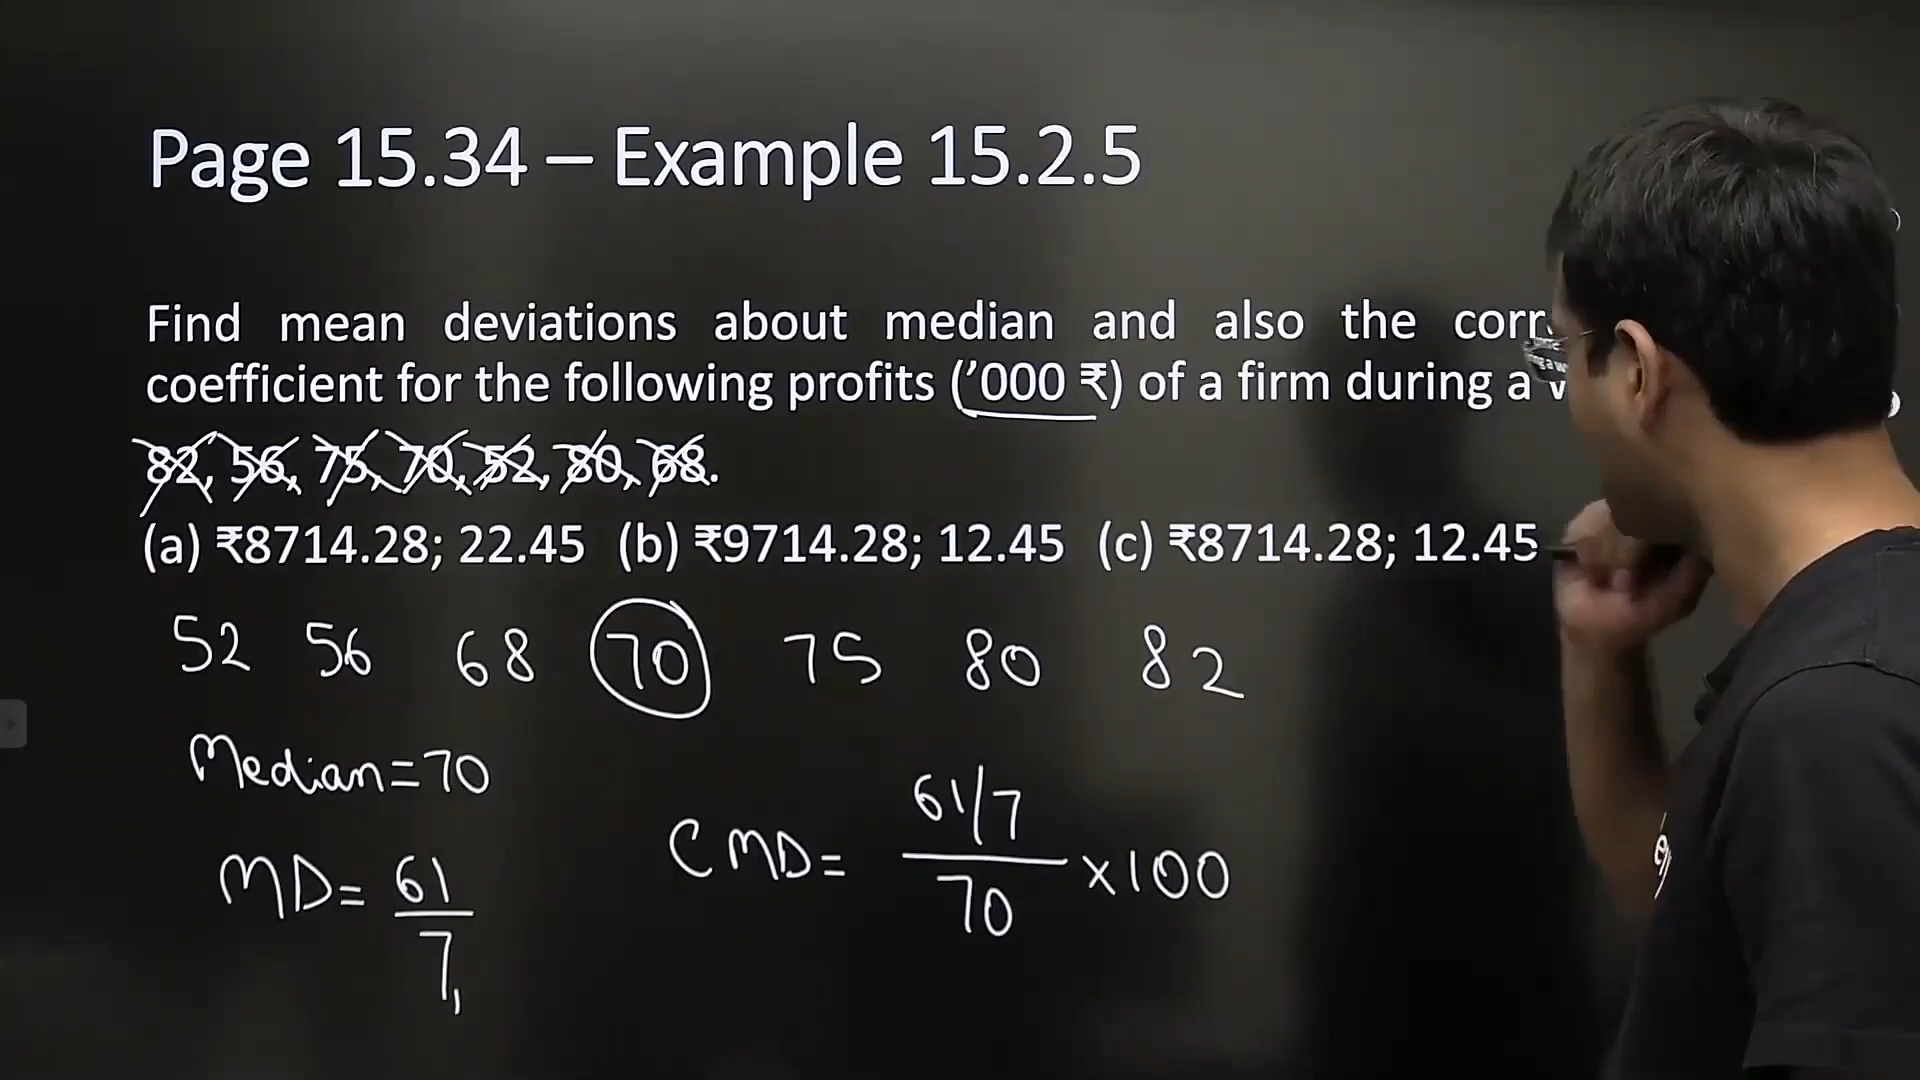 Page 15.34 – Example 15.2.5
Find mean deviations about median and also the
coefficient for the following profits (’000 ₹) of a firm during a
82, 56, 75, 70, 52, 80, 68.
(a) ₹8714.28; 22.45 (b) ₹9714.28; 12.45 (c) ₹8714.28; 12.45
52 56 68 70 75 80 82
Median=70
MD= 61/7
CMD= 61/7 / 70 ×100